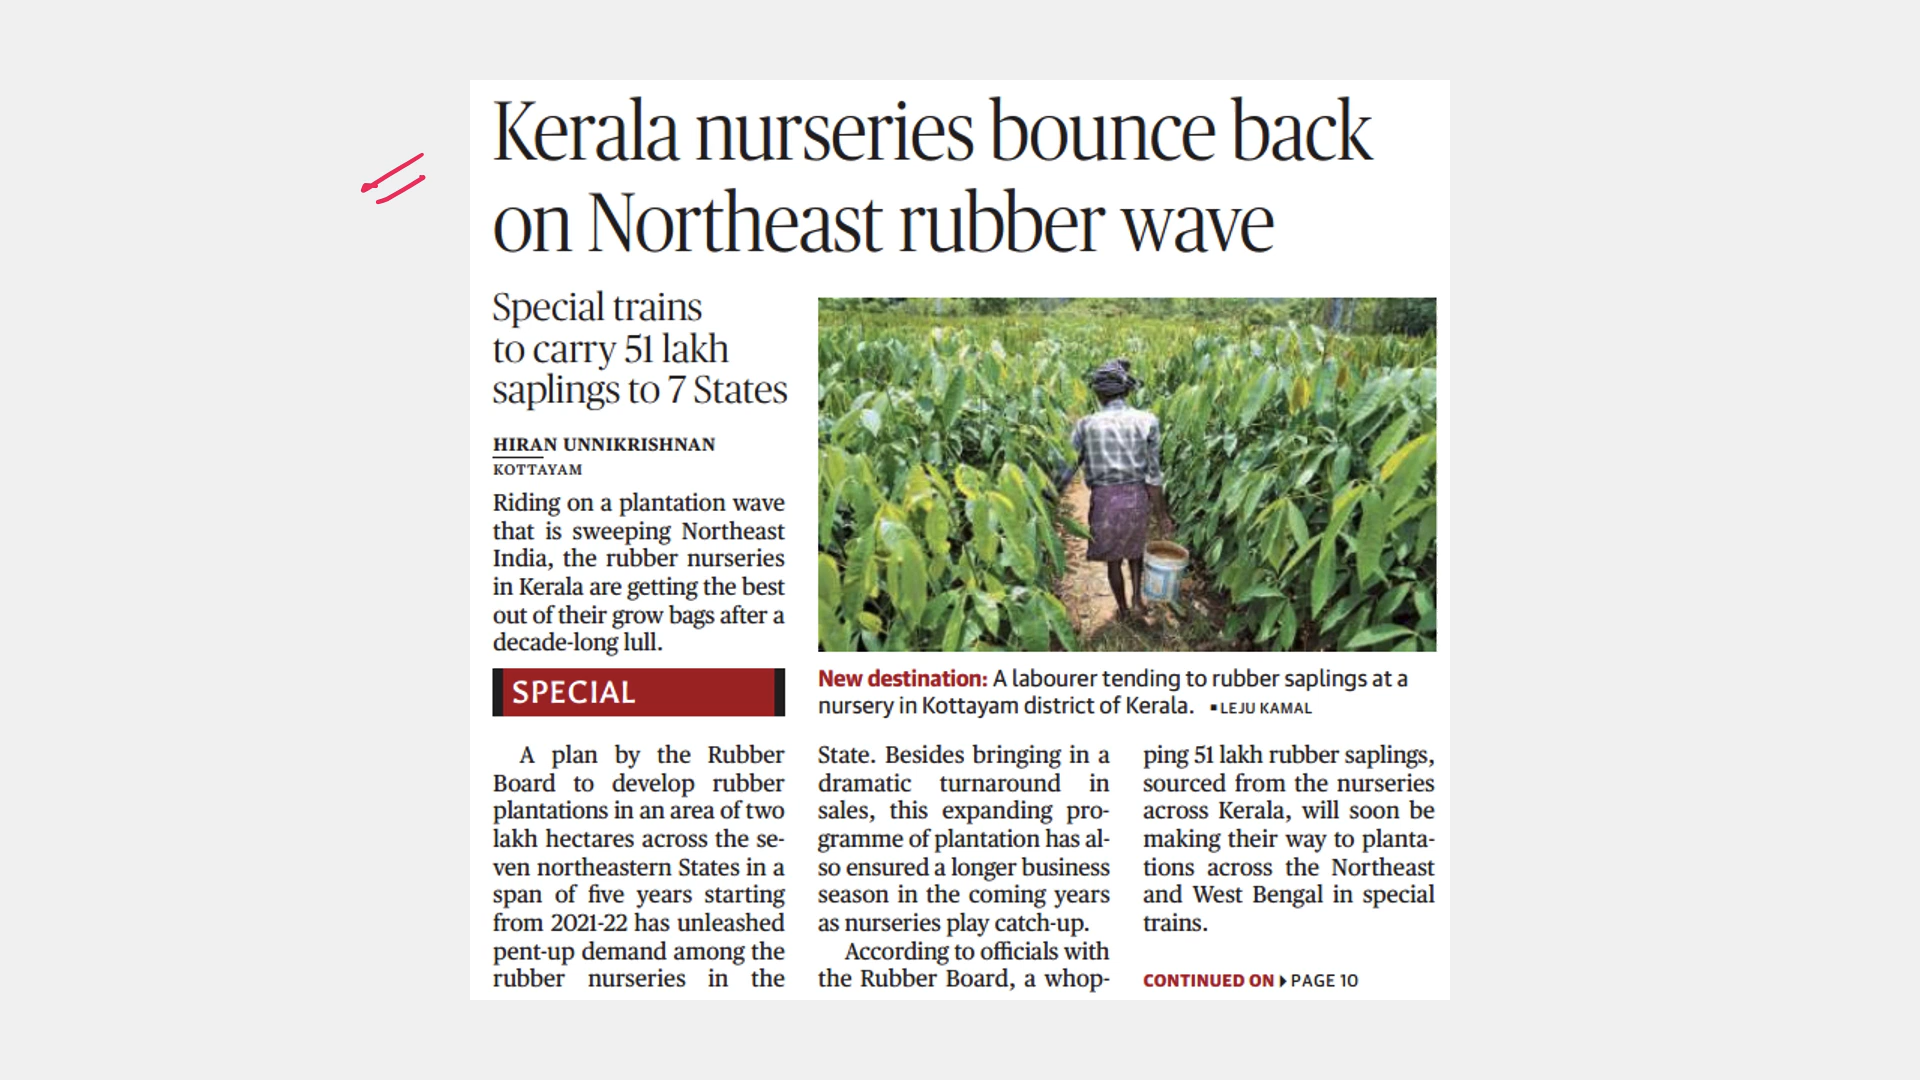 Kerala nurseries bounce back
on Northeast rubber wave
Special trains
to carry 51 lakh
saplings to 7 States
HIRAN UNNIKRISHNAN
KOTTAYAM
Riding on a plantation wave
that is sweeping Northeast
India, the rubber nurseries
in Kerala are getting the best
out of their grow bags after a
decade-long lull.
SPECIAL
New destination: A labourer tending to rubber saplings at a
nursery in Kottayam district of Kerala. ▪LEJU KAMAL
A plan by the Rubber
Board to develop rubber
plantations in an area of two
lakh hectares across the se-
ven northeastern States in a
span of five years starting
from 2021-22 has unleashed
pent-up demand among the
rubber nurseries in the
State. Besides bringing in a
dramatic turnaround in
sales, this expanding pro-
gramme of plantation has al-
so ensured a longer business
season in the coming years
as nurseries play catch-up.
According to officials with
the Rubber Board, a whop-
ping 51 lakh rubber saplings,
sourced from the nurseries
across Kerala, will soon be
making their way to planta-
tions across the Northeast
and West Bengal in special
trains.
CONTINUED ON ▸ PAGE 10